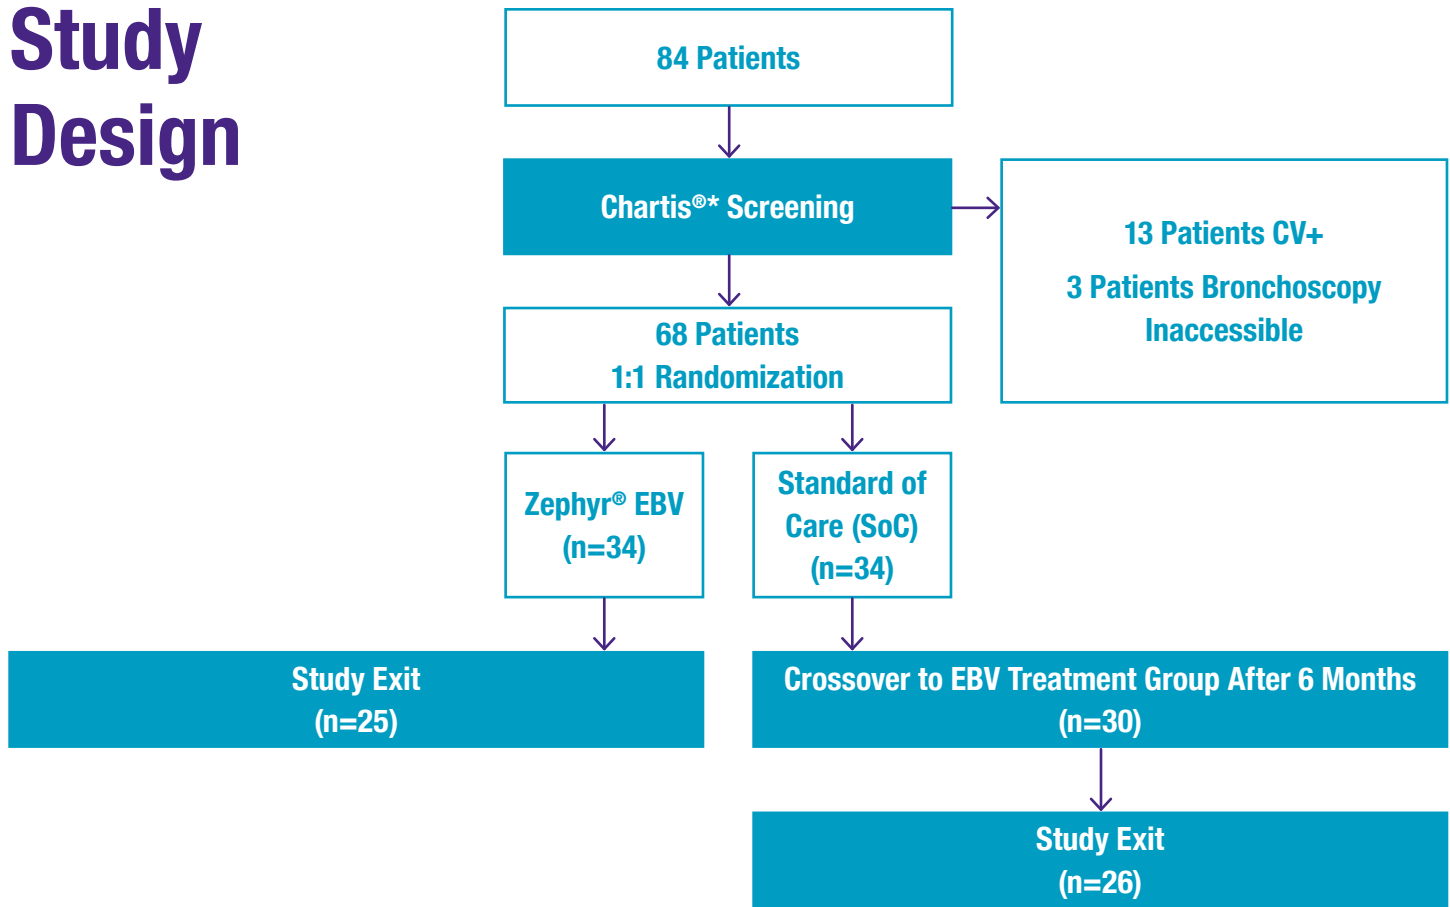 Study
Design
84 Patients
Chartis®* Screening
13 Patients CV+
3 Patients Bronchoscopy
Inaccessible
68 Patients
1:1 Randomization
Zephyr® EBV
(n=34)
Standard of
Care (SoC)
(n=34)
Study Exit
(n=25)
Crossover to EBV Treatment Group After 6 Months
(n=30)
Study Exit
(n=26)